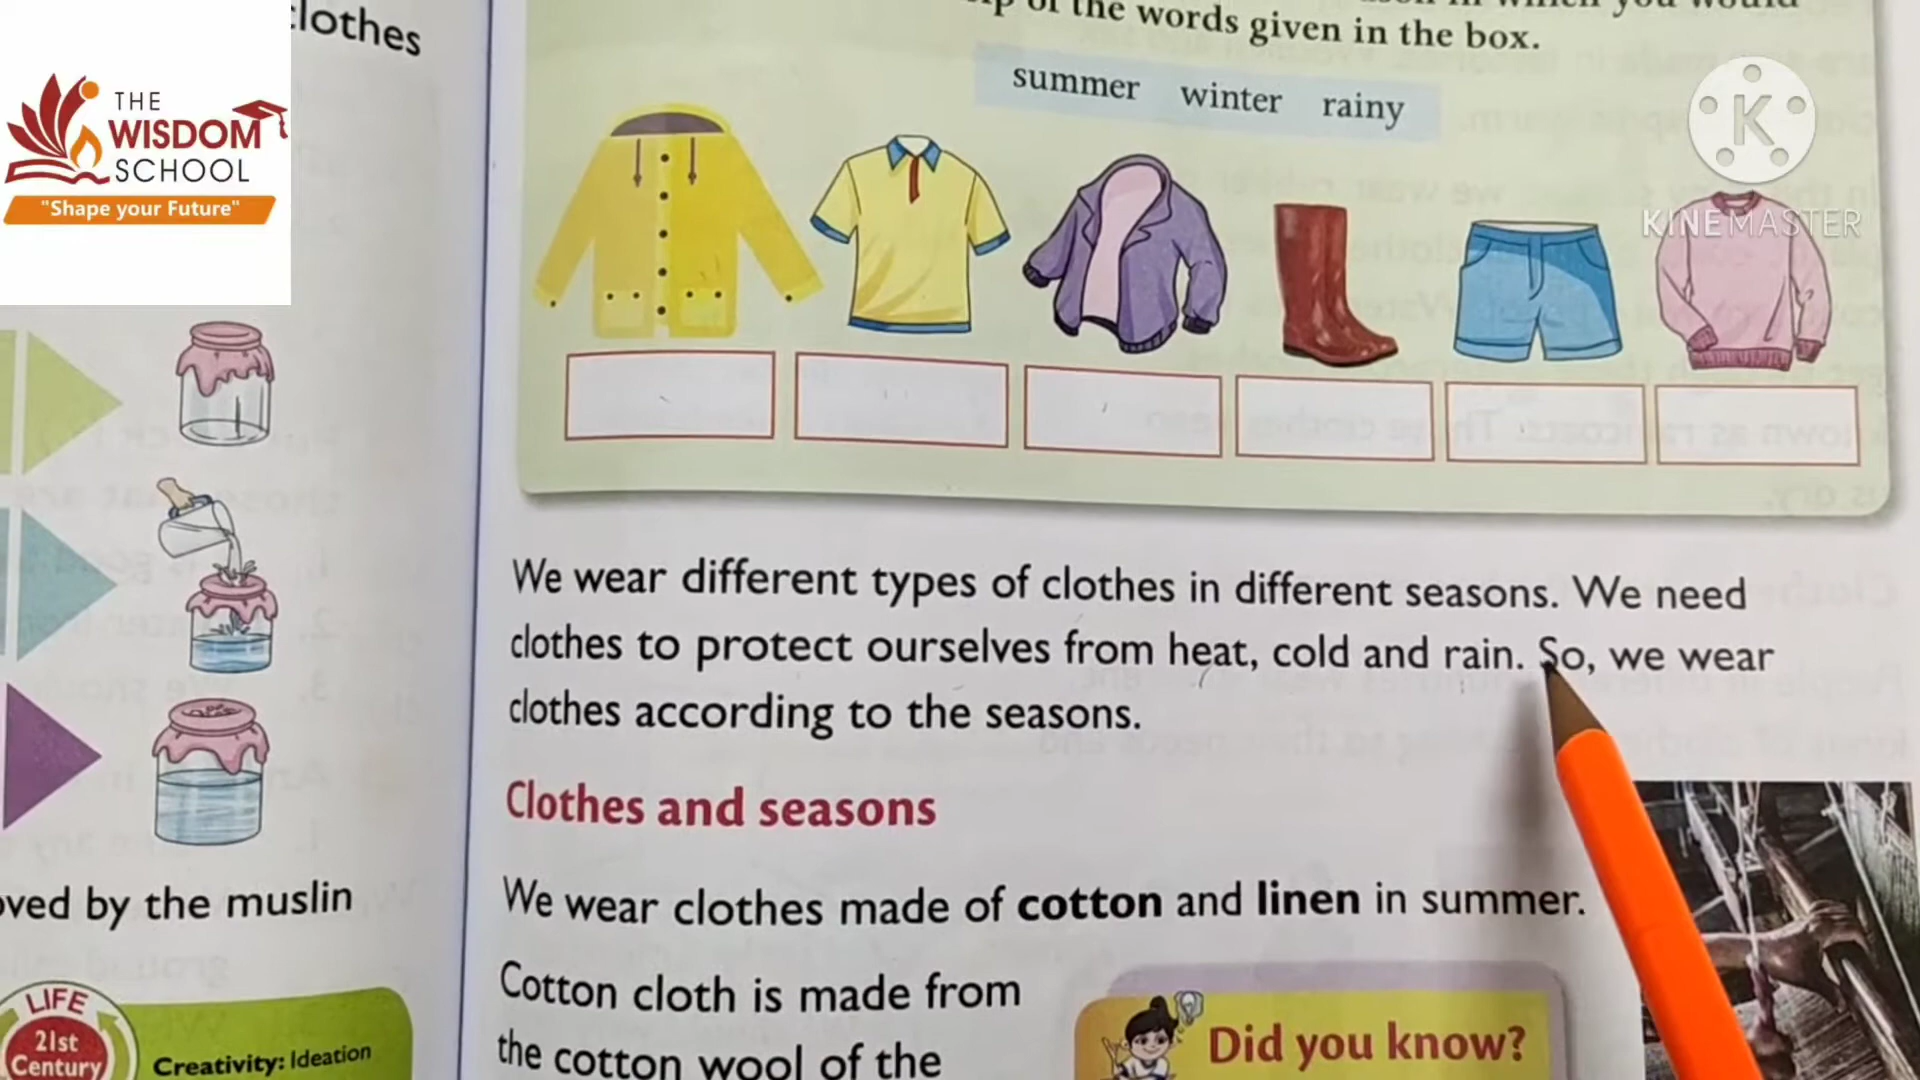 clothes
THE
WISDOM
SCHOOL
"Shape your Future"
of the words given in the box.
summer winter rainy
K
KINEMASTER
We wear different types of clothes in different seasons. We need
clothes to protect ourselves from heat, cold and rain. So, we wear
clothes according to the seasons.
Clothes and seasons
We wear clothes made of cotton and linen in summer.
Cotton cloth is made from
the cotton wool of the
Did you know?
by the muslin
LIFE
21st
Century
Creativity: Ideation